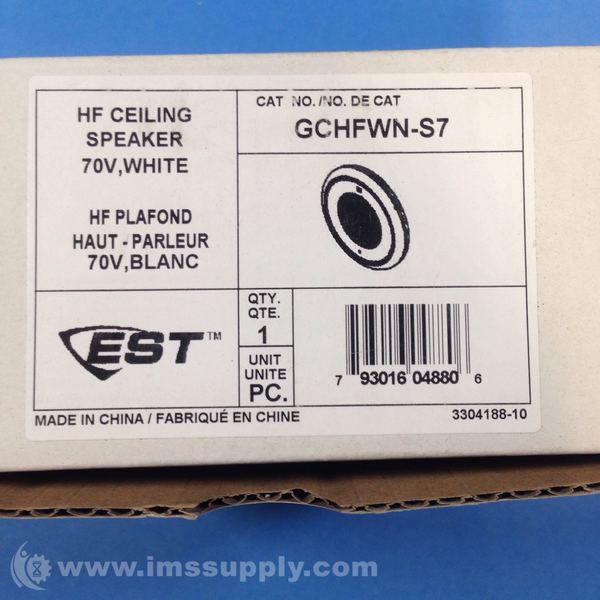 HF CEILING
SPEAKER
70V,WHITE
HF PLAFOND
HAUT - PARLEUR
70V,BLANC
CAT NO./NO. DE CAT
GCHFWN-S7
EST™
QTY.
QTE.
1
UNIT
UNITE
PC.
7 93016 04880 6
MADE IN CHINA / FABRIQUÉ EN CHINE
3304188-10
www.imssupply.com